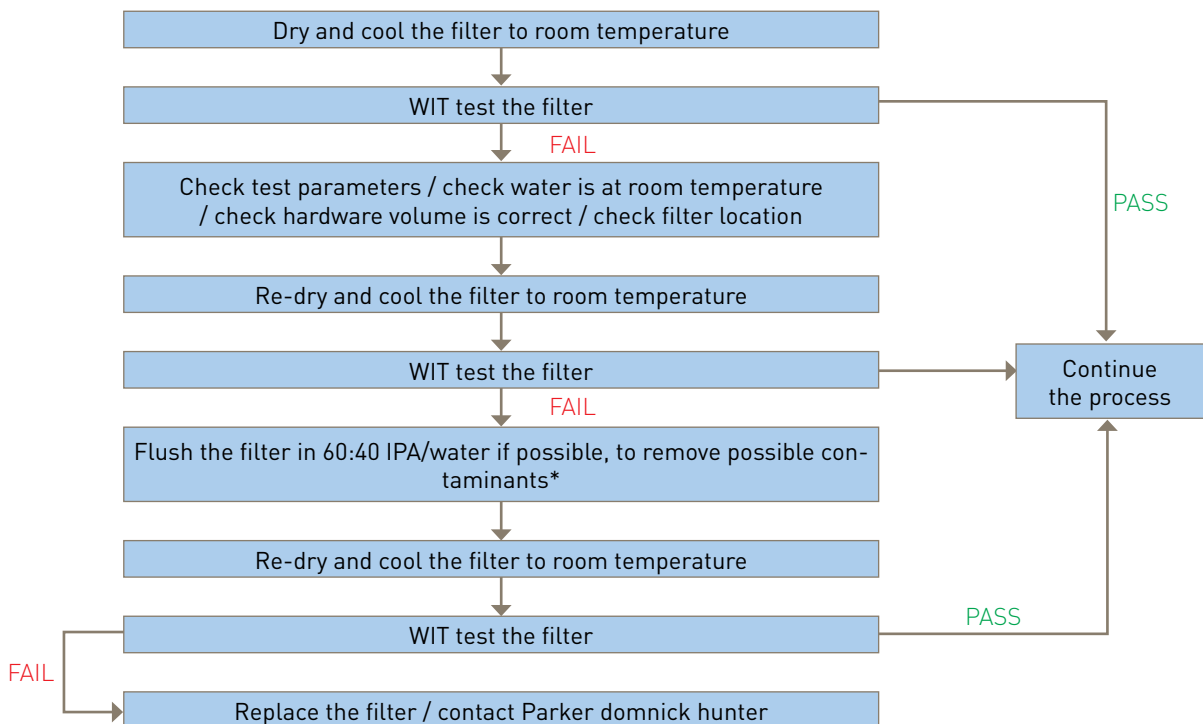 Dry and cool the filter to room temperature
WIT test the filter
FAIL
Check test parameters / check water is at room temperature
/ check hardware volume is correct / check filter location
PASS
Re-dry and cool the filter to room temperature
WIT test the filter
Continue
the process
FAIL
Flush the filter in 60:40 IPA/water if possible, to remove possible con-
taminants*
Re-dry and cool the filter to room temperature
WIT test the filter
PASS
FAIL
Replace the filter / contact Parker domnick hunter